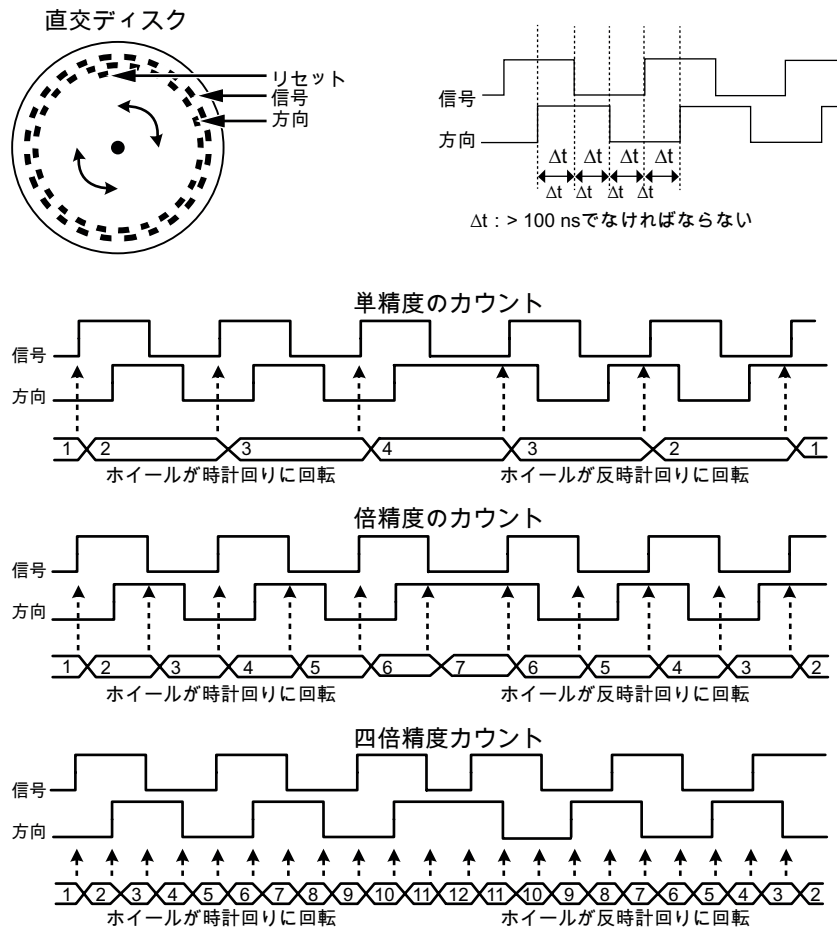 直交ディスク
リセット
信号
方向
信号
方向
Δt Δt Δt Δt
Δt Δt Δt Δt
Δt : > 100 nsでなければならない
単精度のカウント
信号
方向
1 2 3 4 3 2 1
ホイールが時計回りに回転 ホイールが反時計回りに回転
倍精度のカウント
信号
方向
1 2 3 4 5 6 7 6 5 4 3 2
ホイールが時計回りに回転 ホイールが反時計回りに回転
四倍精度カウント
信号
方向
1 2 3 4 5 6 7 8 9 10 11 12 11 10 9 8 7 6 5 4 3 2
ホイールが時計回りに回転 ホイールが反時計回りに回転